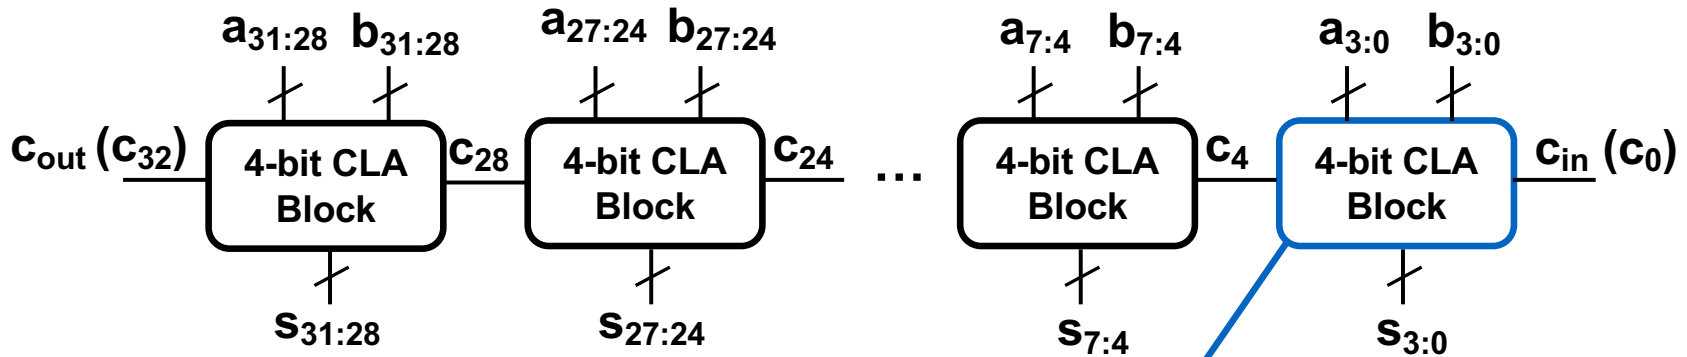 a31:28 b31:28 a27:24 b27:24 a7:4 b7:4 a3:0 b3:0
cout (c32) 4-bit CLA Block c28 4-bit CLA Block c24 ... 4-bit CLA Block c4 4-bit CLA Block cin (c0)
s31:28 s27:24 s7:4 s3:0